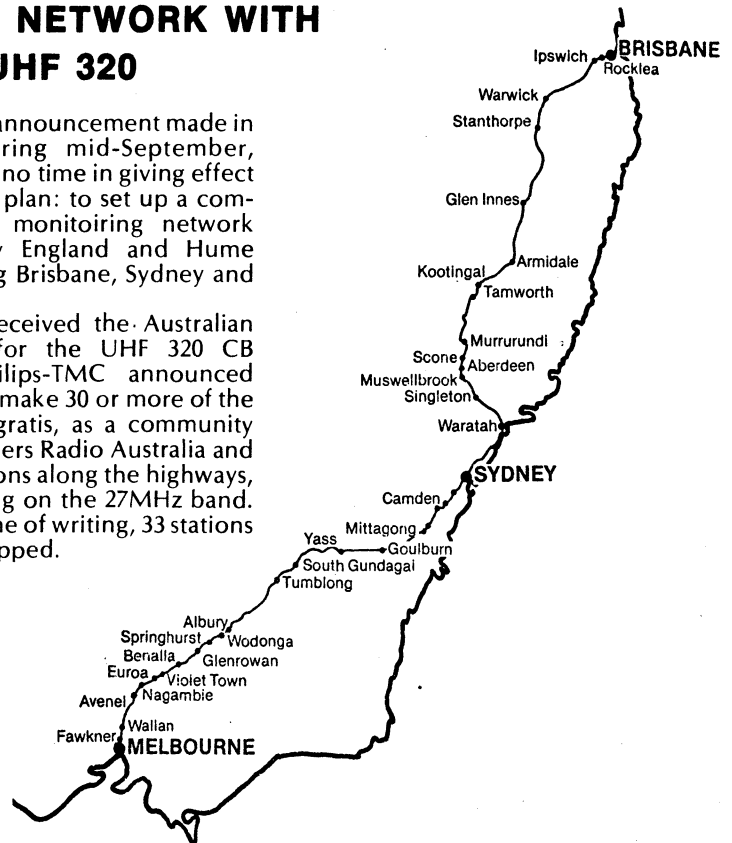 NETWORK WITH
UHF 320
announcement made in
ring mid-September,
no time in giving effect
plan: to set up a com-
monitoiring network
England and Hume
g Brisbane, Sydney and
eceived the Australian
for the UHF 320 CB
ilips-TMC announced
make 30 or more of the
gratis, as a community
ers Radio Australia and
ons along the highways,
g on the 27MHz band.
ne of writing, 33 stations
pped.
BRISBANE
Ipswich
Rocklea
Warwick
Stanthorpe
Glen Innes
Armidale
Kootingal
Tamworth
Murrurundi
Scone
Aberdeen
Muswellbrook
Singleton
Waratah
SYDNEY
Camden
Mittagong
Yass
Goulburn
South Gundagai
Tumblong
Albury
Springhurst
Wodonga
Benalla
Glenrowan
Euroa
Violet Town
Nagambie
Avenel
Wallan
Fawkner
MELBOURNE